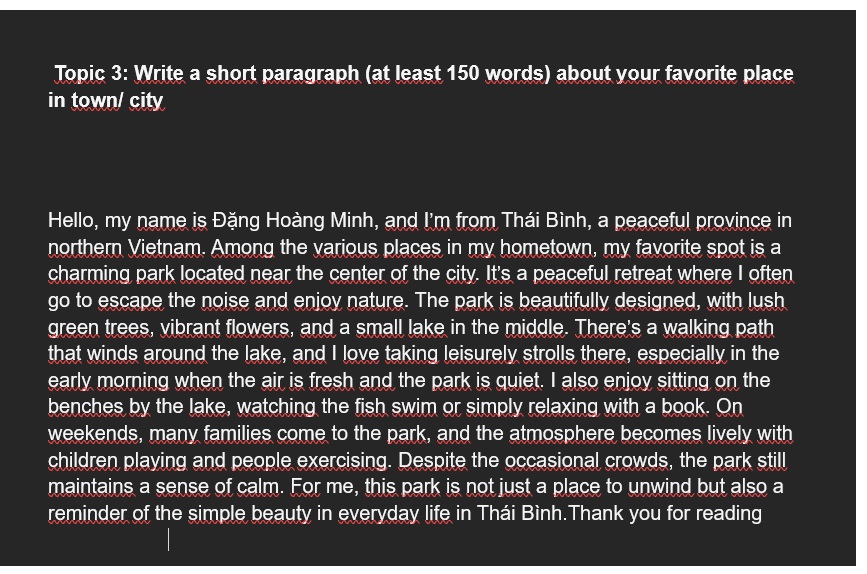 Topic 3: Write a short paragraph (at least 150 words) about your favorite place
in town/ city
Hello, my name is Đặng Hoàng Minh, and I’m from Thái Bình, a peaceful province in
northern Vietnam. Among the various places in my hometown, my favorite spot is a
charming park located near the center of the city. It’s a peaceful retreat where I often
go to escape the noise and enjoy nature. The park is beautifully designed, with lush
green trees, vibrant flowers, and a small lake in the middle. There’s a walking path
that winds around the lake, and I love taking leisurely strolls there, especially in the
early morning when the air is fresh and the park is quiet. I also enjoy sitting on the
benches by the lake, watching the fish swim or simply relaxing with a book. On
weekends, many families come to the park, and the atmosphere becomes lively with
children playing and people exercising. Despite the occasional crowds, the park still
maintains a sense of calm. For me, this park is not just a place to unwind but also a
reminder of the simple beauty in everyday life in Thái Bình.Thank you for reading